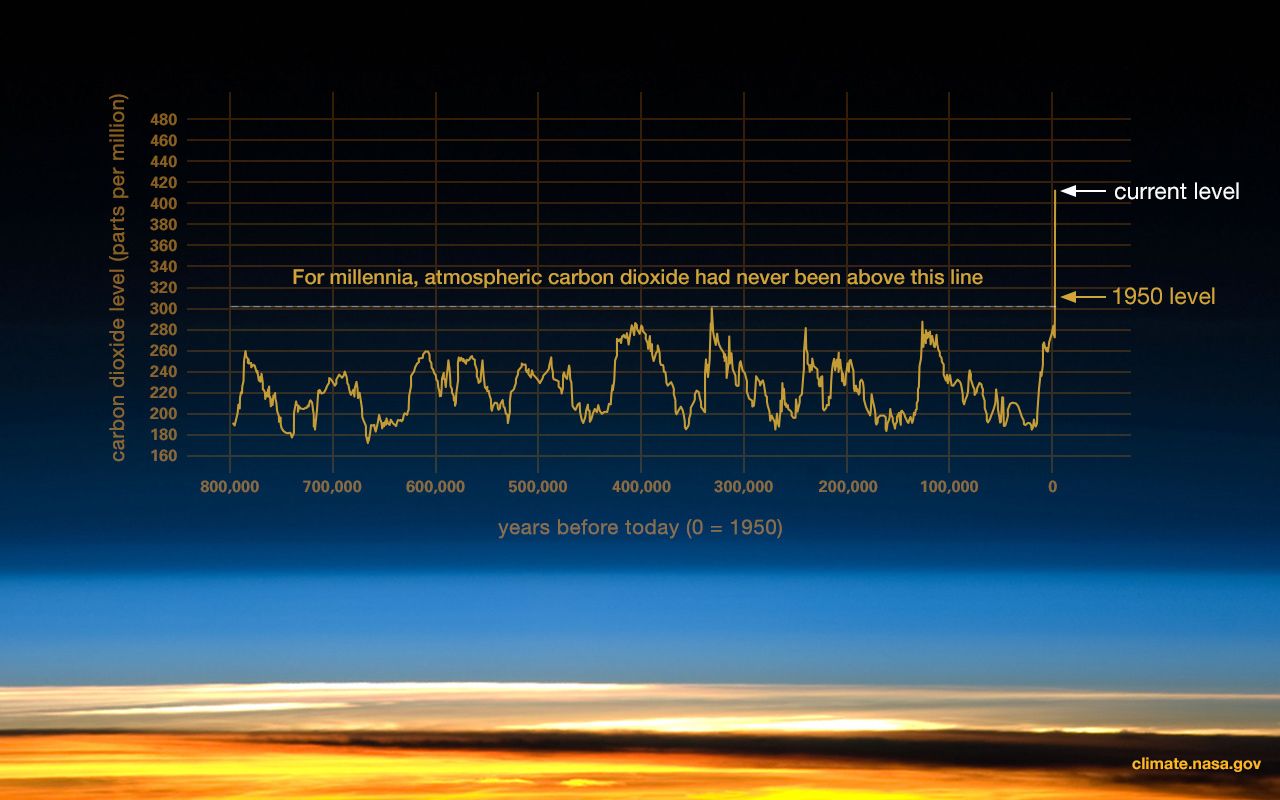 carbon dioxide level (parts per million)
480
460
440
420
400
380
360
340
320
300
280
260
240
220
200
180
160
current level
For millennia, atmospheric carbon dioxide had never been above this line
1950 level
800,000 700,000 600,000 500,000 400,000 300,000 200,000 100,000 0
years before today (0 = 1950)
climate.nasa.gov